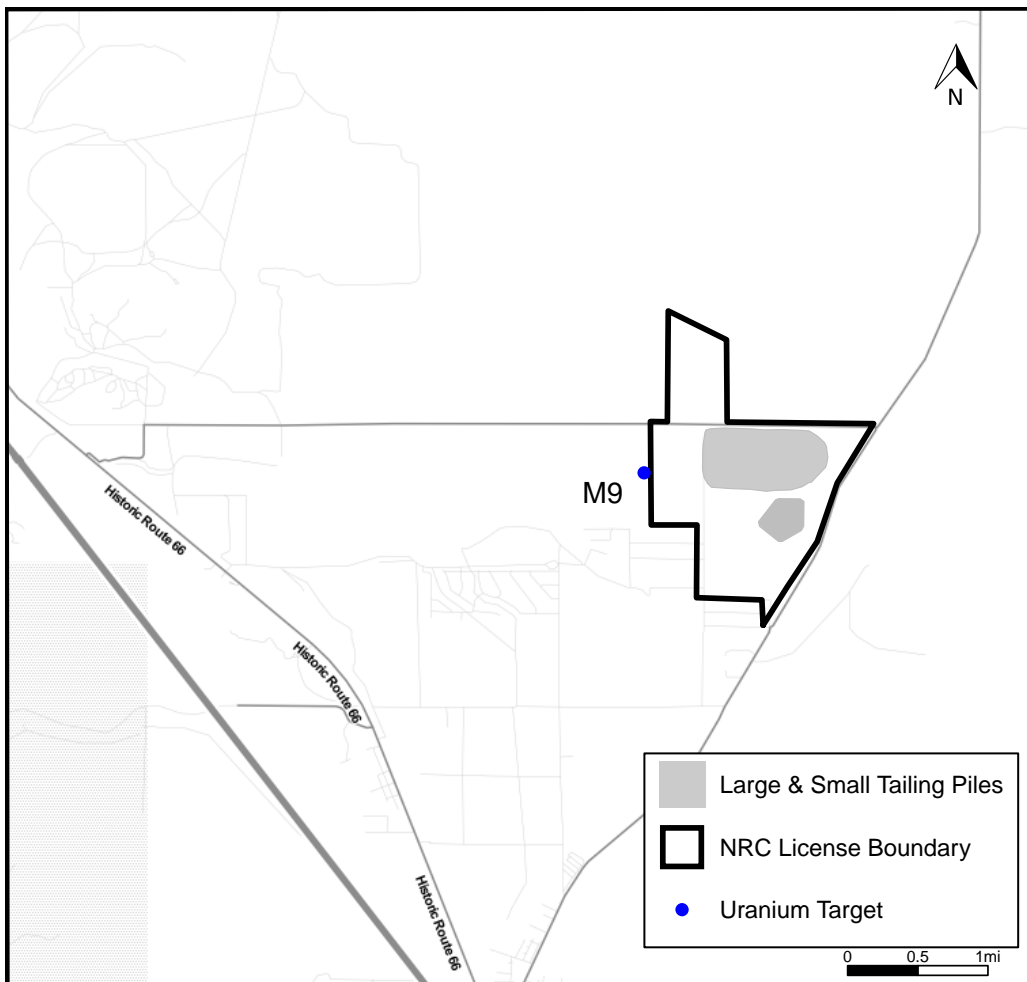 N
M9
Historic Route 66
Historic Route 66
Historic Route 66
Large & Small Tailing Piles
NRC License Boundary
Uranium Target
0 0.5 1mi